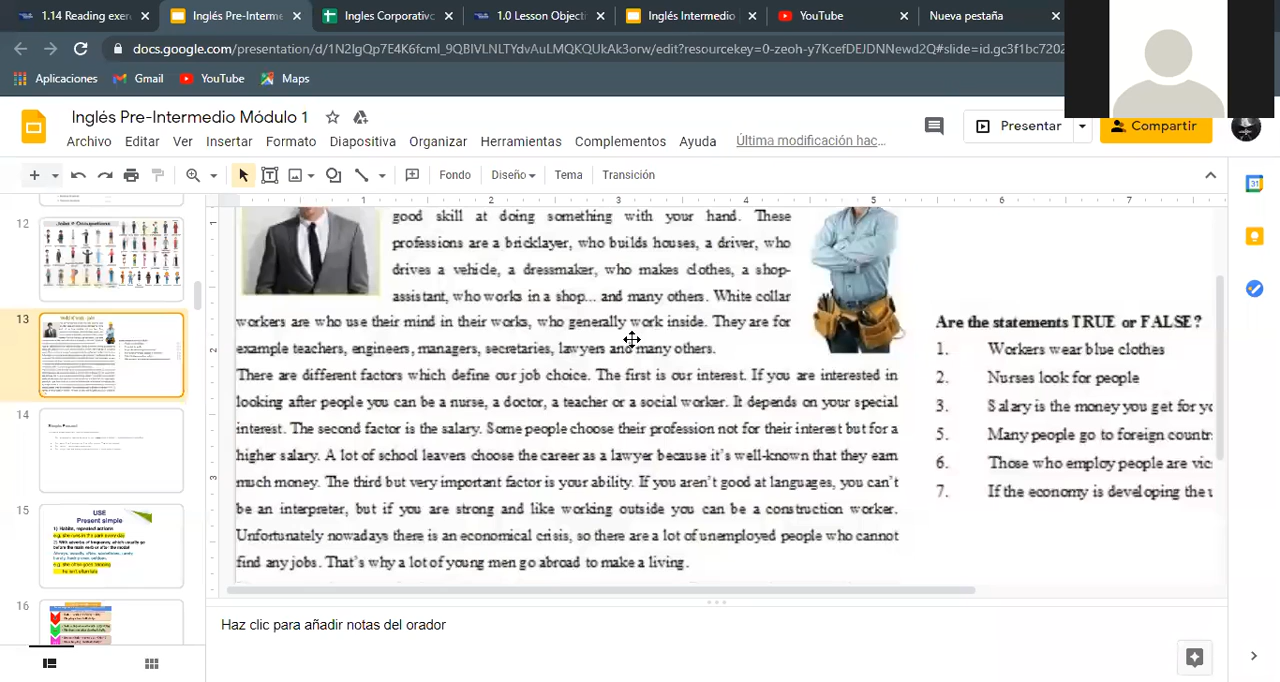 1.14 Reading exer
Inglés Pre-Interme
Ingles Corporativo
1.0 Lesson Objecti
Inglés Intermedio
YouTube
Nueva pestaña
docs.google.com/presentation/d/1N2IgQp7E4K6fcmI_9QBIVLNLTYdvAuLMQKQUkAk3orw/edit?resourcekey=0-zeoh-y7KcefDEJDNNewd2Q#slide=id.gc3f1bc7202
Aplicaciones
Gmail
YouTube
Maps
Inglés Pre-Intermedio Módulo 1
Presentar
Compartir
Archivo Editar Ver Insertar Formato Diapositiva Organizar Herramientas Complementos Ayuda Última modificación hac...
Fondo Diseño Tema Transición
1 2 3 4 5 6 7
12
13
14
15
USE
Present simple
16
1
2
3
good skill at doing something with your hand. These
professions are a bricklayer, who builds houses, a driver, who
drives a vehicle, a dressmaker, who makes clothes, a shop-
assistant, who works in a shop... and many others. White collar
workers are who use their mind in their works, who generally work inside. They are for
example teachers, engineers, managers, secretaries, lawyers and many others.
There are different factors which define our job choice. The first is our interest. If you are interested in
looking after people you can be a nurse, a doctor, a teacher or a social worker. It depends on your special
interest. The second factor is the salary. Some people choose their profession not for their interest but for a
higher salary. A lot of school leavers choose the career as a lawyer because it's well-known that they earn
much money. The third but very important factor is your ability. If you aren't good at languages, you can't
be an interpreter, but if you are strong and like working outside you can be a construction worker.
Unfortunately nowadays there is an economical crisis, so there are a lot of unemployed people who cannot
find any jobs. That's why a lot of young men go abroad to make a living.
Are the statements TRUE or FALSE?
1. Workers wear blue clothes
2. Nurses look for people
3. Salary is the money you get for yo
5. Many people go to foreign countr
6. Those who employ people are vic
7. If the economy is developing the u
Haz clic para añadir notas del orador